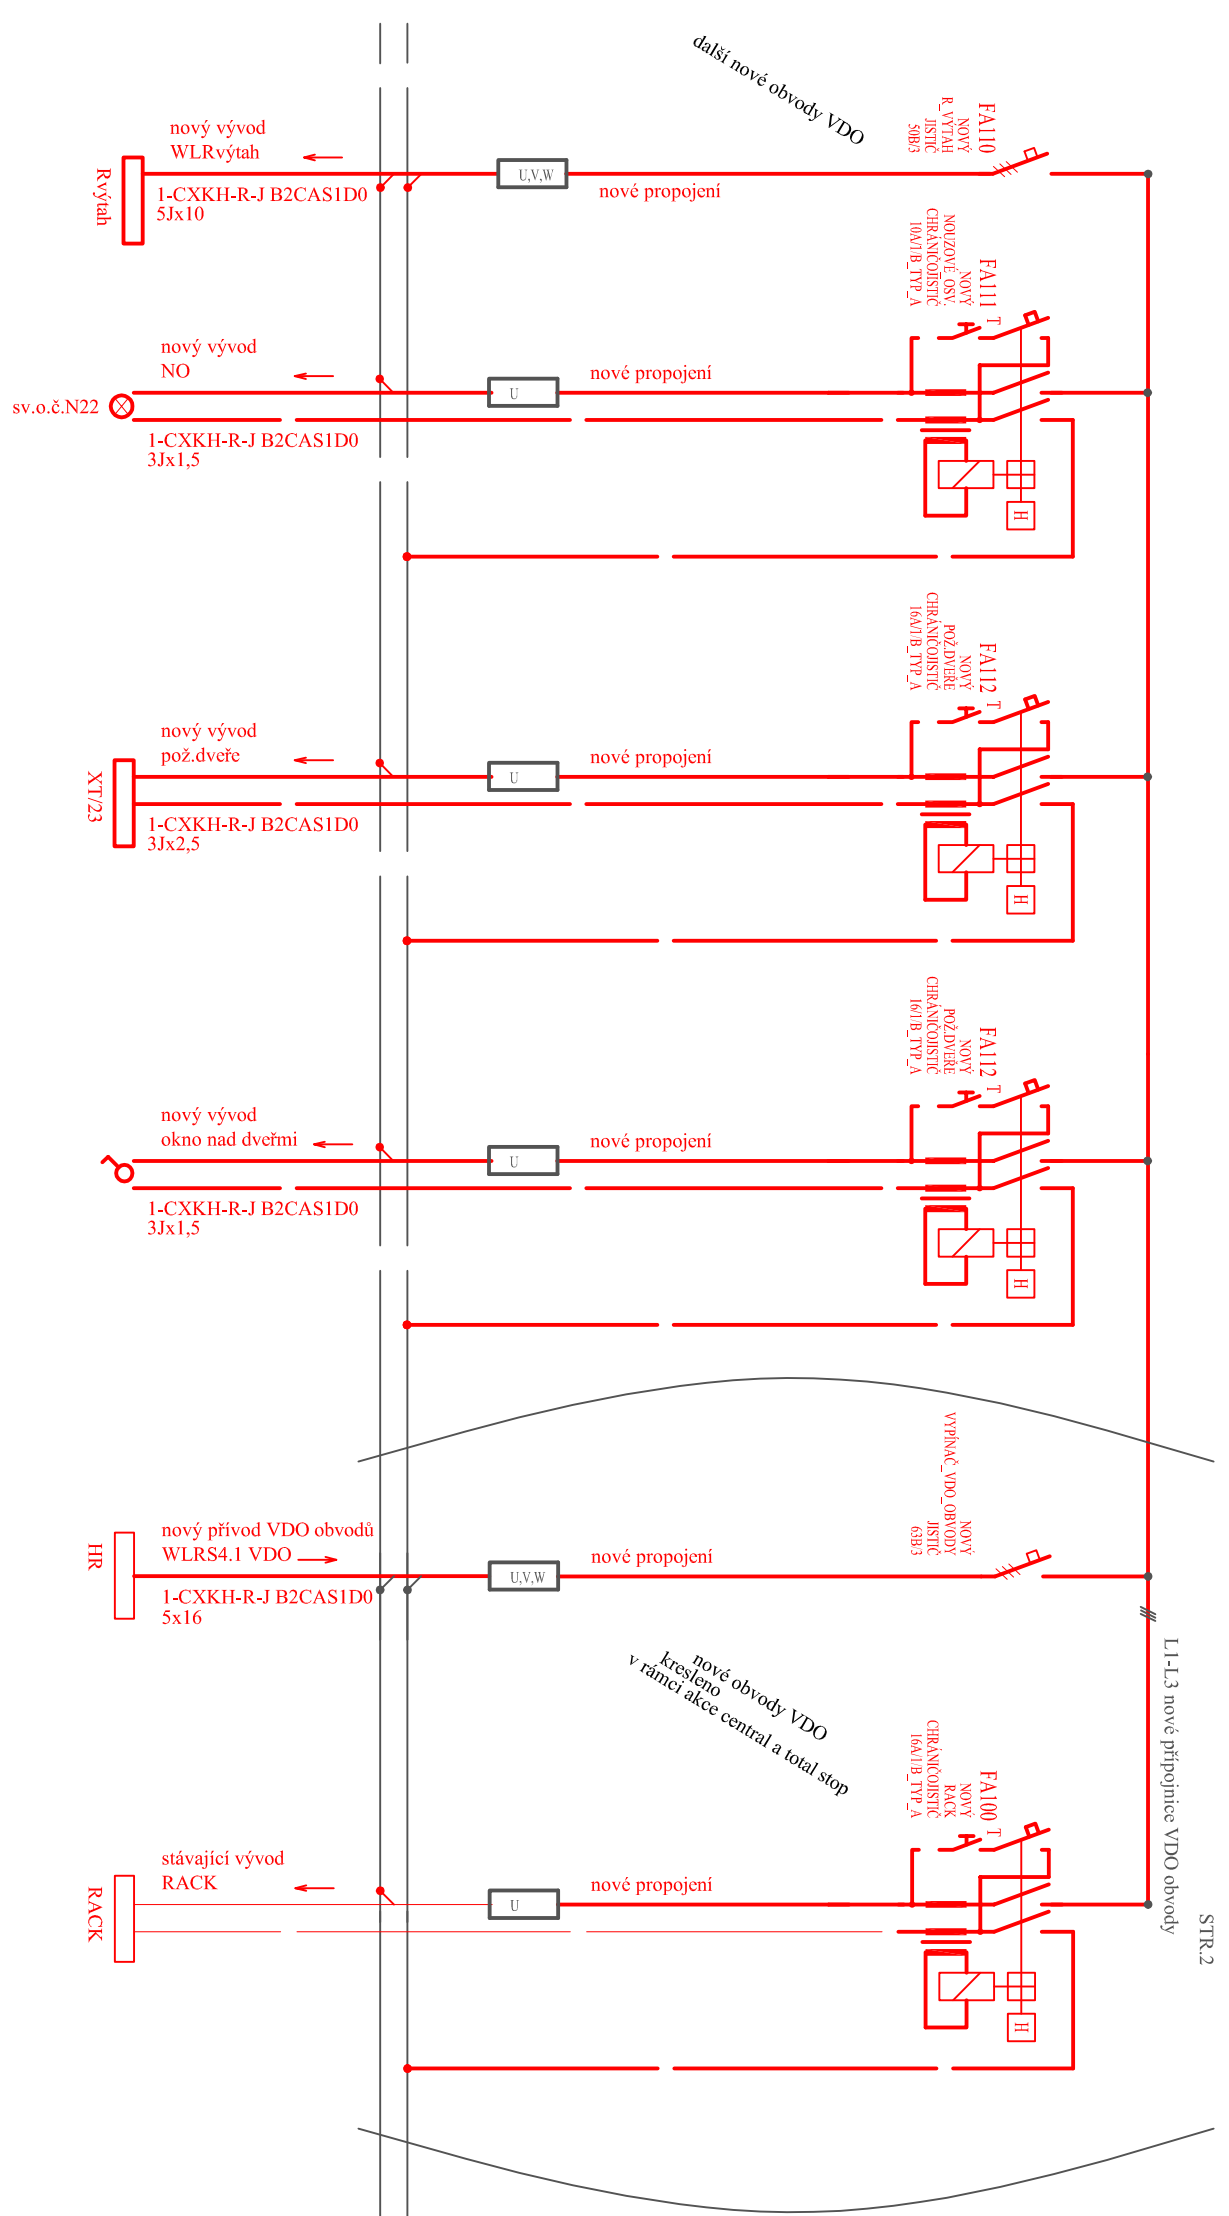 další nové obvody VDO
FA110
NOVÝ
R_VÝTAH
JISTIČ
50B/3
nový vývod
WLRvýtah
U,V,W
nové propojení
1-CXKH-R-J B2CAS1D0
5Jx10
Rvýtah
FA111
NOVÝ
NOUZOVÉ_OSV.
CHRÁNIČOJISTIČ
10A/1/B_TYP_A
T
H
nový vývod
NO
U
nové propojení
sv.o.č.N22
1-CXKH-R-J B2CAS1D0
3Jx1,5
FA112
NOVÝ
POŽ.DVEŘE
CHRÁNIČOJISTIČ
16A/1/B_TYP_A
T
H
nový vývod
pož.dveře
U
nové propojení
1-CXKH-R-J B2CAS1D0
3Jx2,5
XT/23
FA112
NOVÝ
POŽ.DVEŘE
CHRÁNIČOJISTIČ
16/1/B_TYP_A
T
H
nový vývod
okno nad dveřmi
U
nové propojení
1-CXKH-R-J B2CAS1D0
3Jx1,5
NOVÝ
VYPÍNAČ_VDO_OBVODY
JISTIČ
63B/3
nový přívod VDO obvodů
WLRS4.1 VDO
U,V,W
nové propojení
1-CXKH-R-J B2CAS1D0
5x16
HR
L1-L3 nové přípojnice VDO obvody
nové obvody VDO
kresleno
v rámci akce central a total stop
FA100
NOVÝ
RACK
CHRÁNIČOJISTIČ
16A/1/B_TYP_A
T
H
stávající vývod
RACK
U
nové propojení
RACK
STR.2